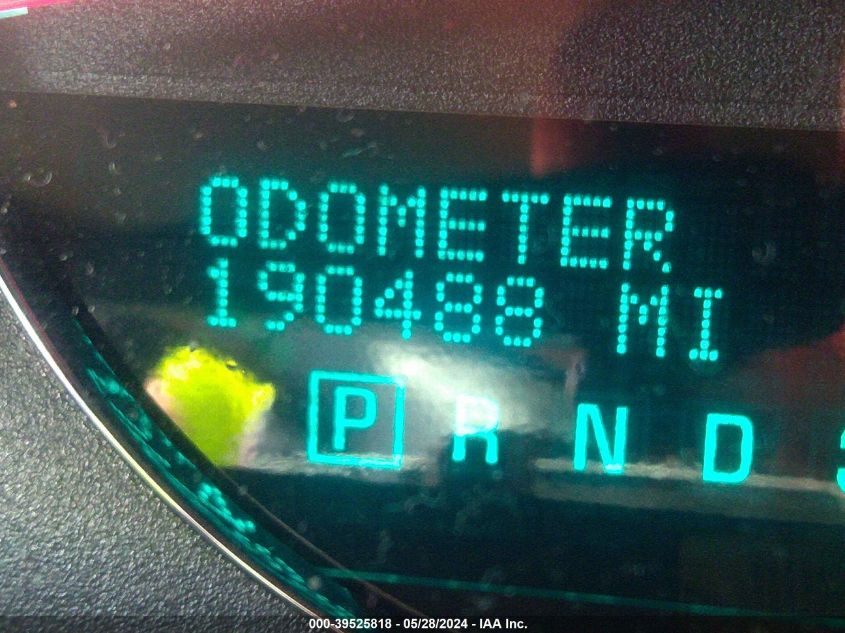 ODOMETER
190488 MI
P R N D
000-39525818 - 05/28/2024 - IAA Inc.